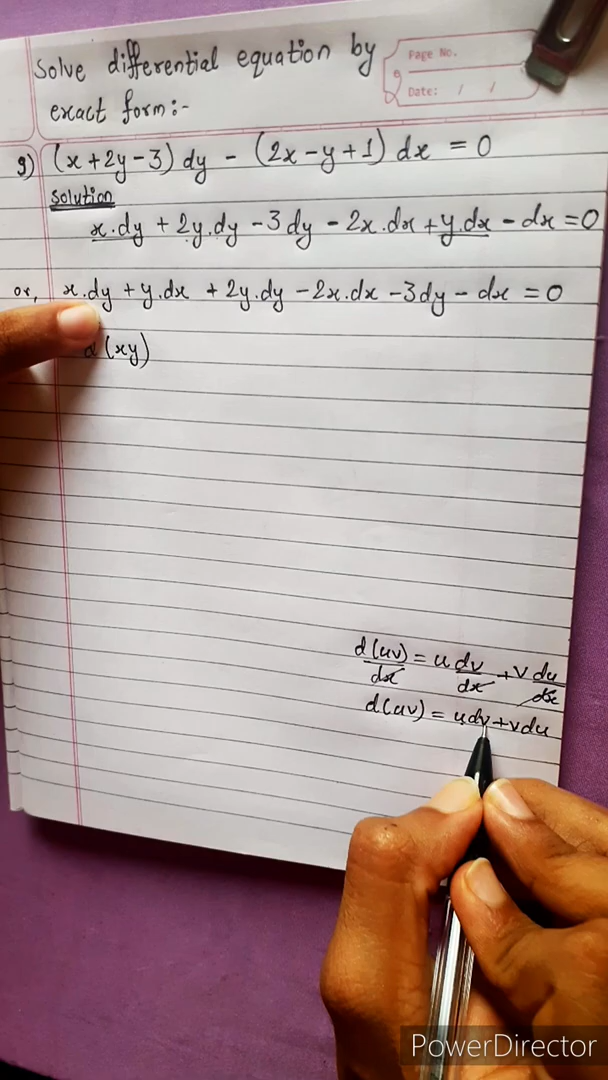 Solve differential equation by
exact form:-
Page No.
Date: / /
9) (x+2y-3) dy - (2x-y+1) dx = 0
Solution
x.dy + 2y.dy - 3dy - 2x.dx + y.dx - dx = 0
or, x.dy + y.dx + 2y.dy - 2x.dx - 3dy - dx = 0
d(xy)
d(uv)/dx = u dv/dx + v du/dx
d(uv) = udv + vdu
PowerDirector